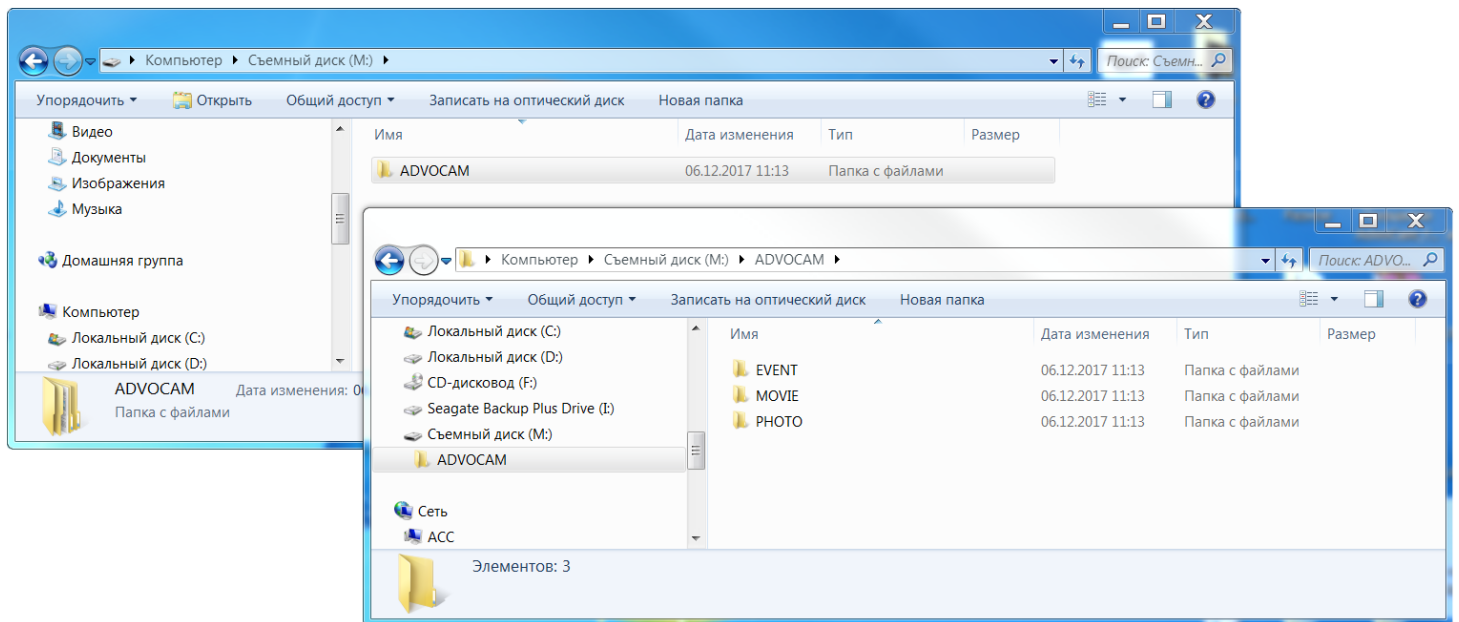 Компьютер Съемный диск (M:)
Поиск: Съемн...
Упорядочить Открыть Общий доступ Записать на оптический диск Новая папка
Видео
Документы
Изображения
Музыка
Домашняя группа
Компьютер
Локальный диск (C:)
Локальный диск (D:)
Имя Дата изменения Тип Размер
ADVOCAM 06.12.2017 11:13 Папка с файлами
ADVOCAM Дата изменения: 0
Папка с файлами
Компьютер Съемный диск (M:) ADVOCAM
Поиск: ADVO...
Упорядочить Общий доступ Записать на оптический диск Новая папка
Локальный диск (C:)
Локальный диск (D:)
CD-дисковод (F:)
Seagate Backup Plus Drive (I:)
Съемный диск (M:)
ADVOCAM
Сеть
ACC
Имя Дата изменения Тип Размер
EVENT 06.12.2017 11:13 Папка с файлами
MOVIE 06.12.2017 11:13 Папка с файлами
PHOTO 06.12.2017 11:13 Папка с файлами
Элементов: 3